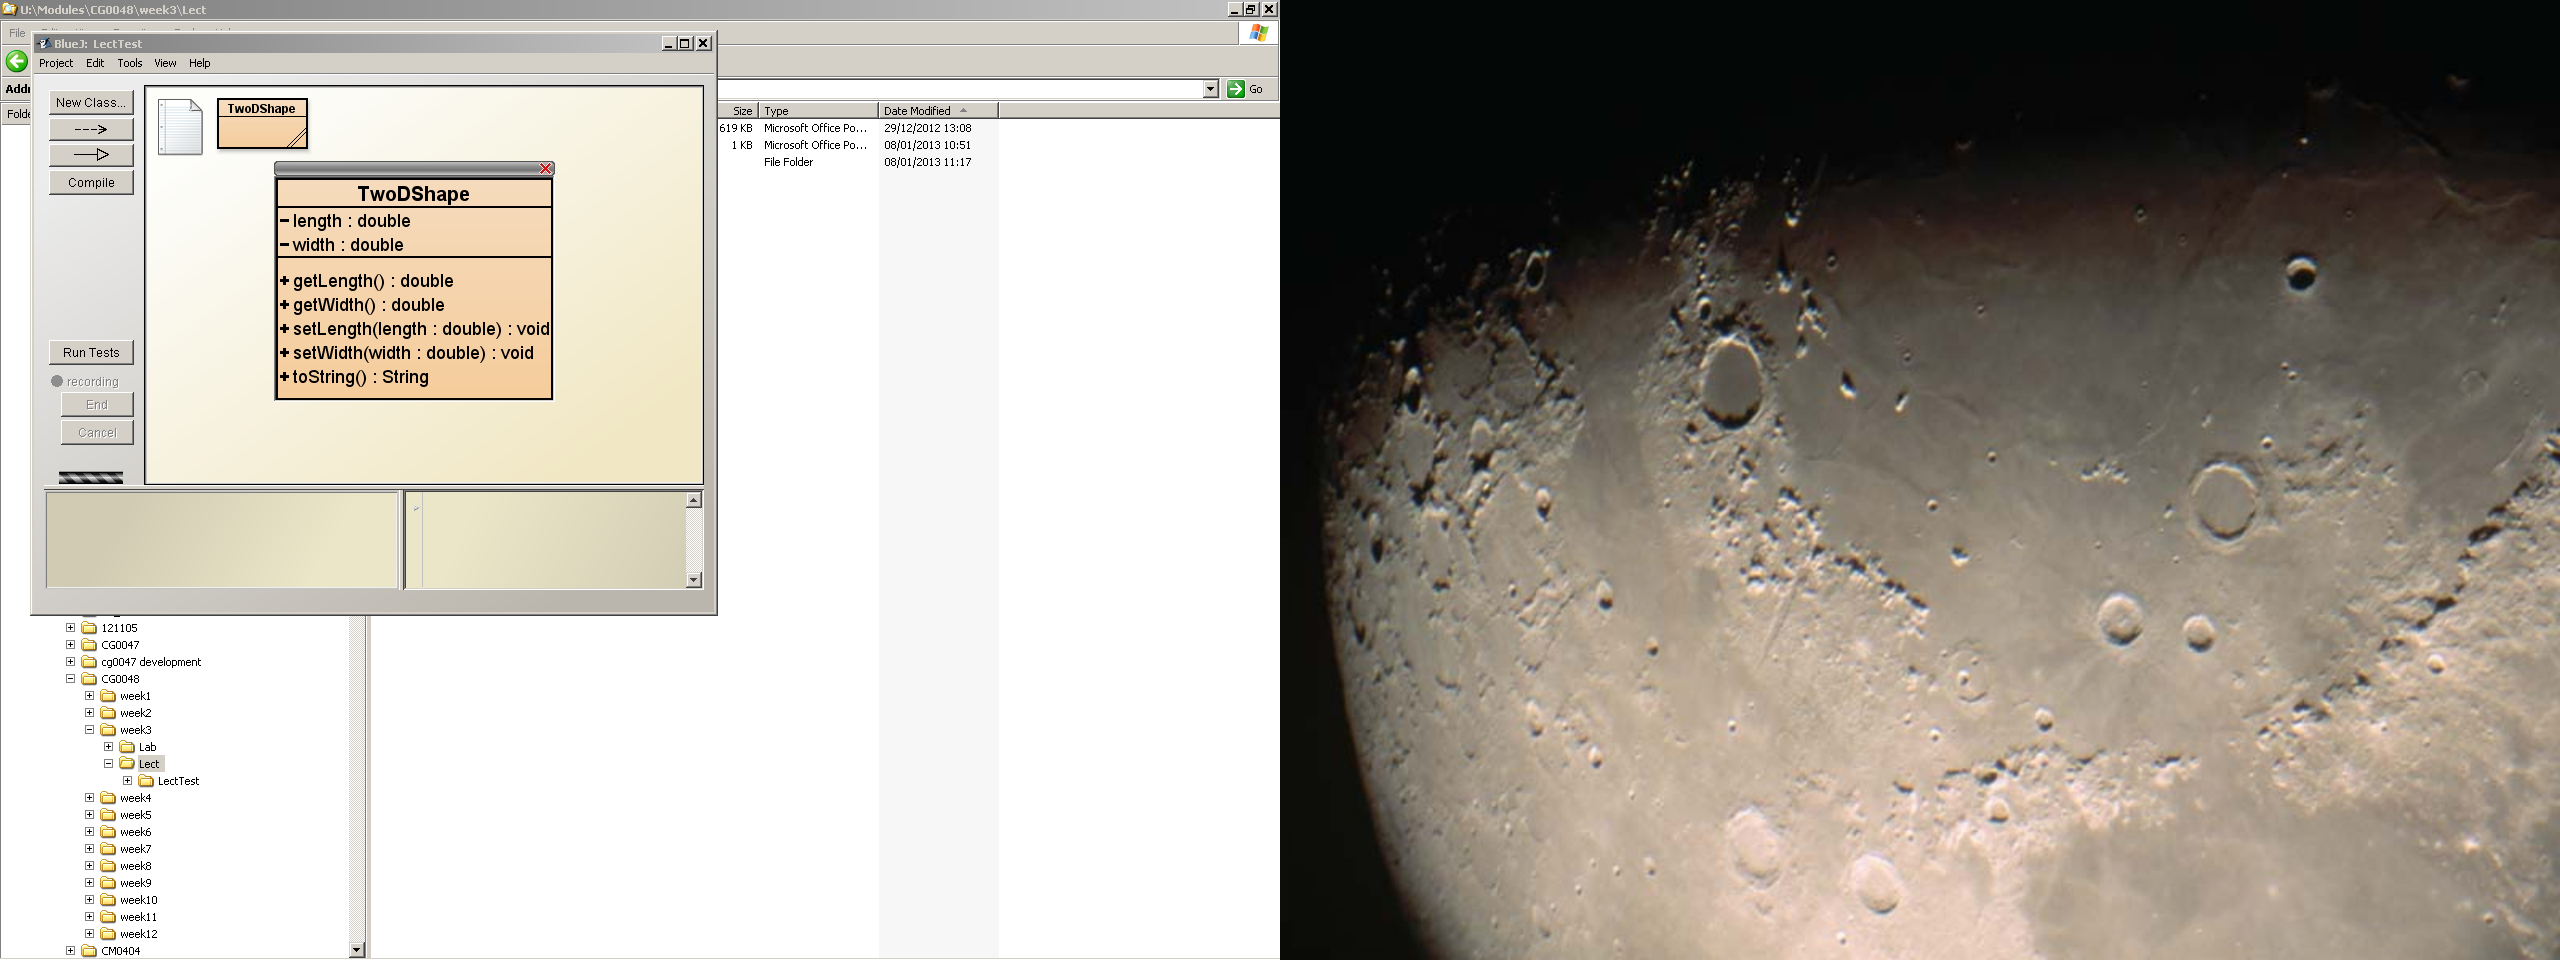 U:\Modules\CG0048\week3\Lect
File
BlueJ: LectTest
Project Edit Tools View Help
Go
New Class...
Compile
Run Tests
recording
End
Cancel
TwoDShape
TwoDShape
length : double
width : double
+ getLength() : double
+ getWidth() : double
+ setLength(length : double) : void
+ setWidth(width : double) : void
+ toString() : String
Size Type Date Modified
619 KB Microsoft Office Po... 29/12/2012 13:08
1 KB Microsoft Office Po... 08/01/2013 10:51
File Folder 08/01/2013 11:17
121105
CG0047
cg0047 development
CG0048
week1
week2
week3
Lab
Lect
LectTest
week4
week5
week6
week7
week8
week9
week10
week11
week12
CM0404